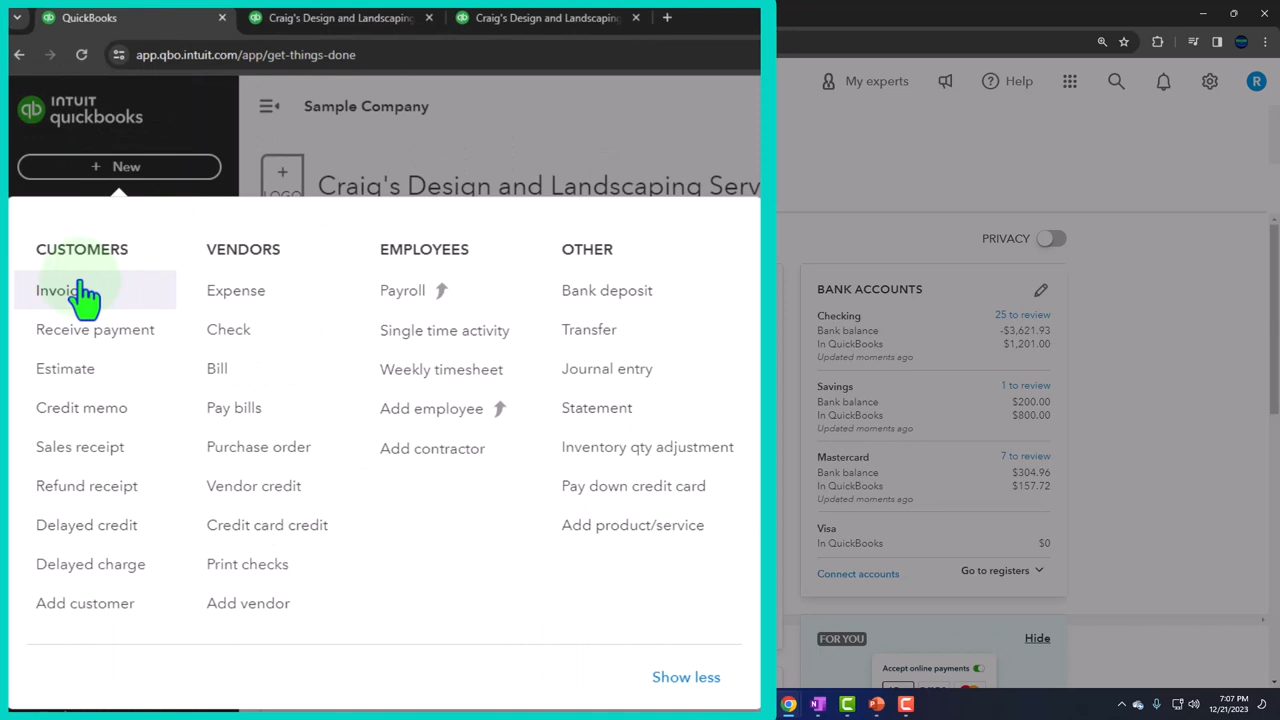 QuickBooks
Craig's Design and Landscaping
Craig's Design and Landscaping
app.qbo.intuit.com/app/get-things-done
INTUIT
quickbooks
Sample Company
My experts
Help
R
+ New
+
LOGO
Craig's Design and Landscaping Serv
CUSTOMERS
Invoic
Receive payment
Estimate
Credit memo
Sales receipt
Refund receipt
Delayed credit
Delayed charge
Add customer
VENDORS
Expense
Check
Bill
Pay bills
Purchase order
Vendor credit
Credit card credit
Print checks
Add vendor
EMPLOYEES
Payroll
Single time activity
Weekly timesheet
Add employee
Add contractor
OTHER
Bank deposit
Transfer
Journal entry
Statement
Inventory qty adjustment
Pay down credit card
Add product/service
Show less
PRIVACY
BANK ACCOUNTS
Checking 25 to review
Bank balance -$3,621.93
In QuickBooks $1,201.00
Updated moments ago
Savings 1 to review
Bank balance $200.00
In QuickBooks $800.00
Updated moments ago
Mastercard 7 to review
Bank balance $304.96
In QuickBooks $157.72
Updated moments ago
Visa
In QuickBooks $0
Connect accounts Go to registers
FOR YOU Hide
Accept online payments
7:07 PM
12/21/2023